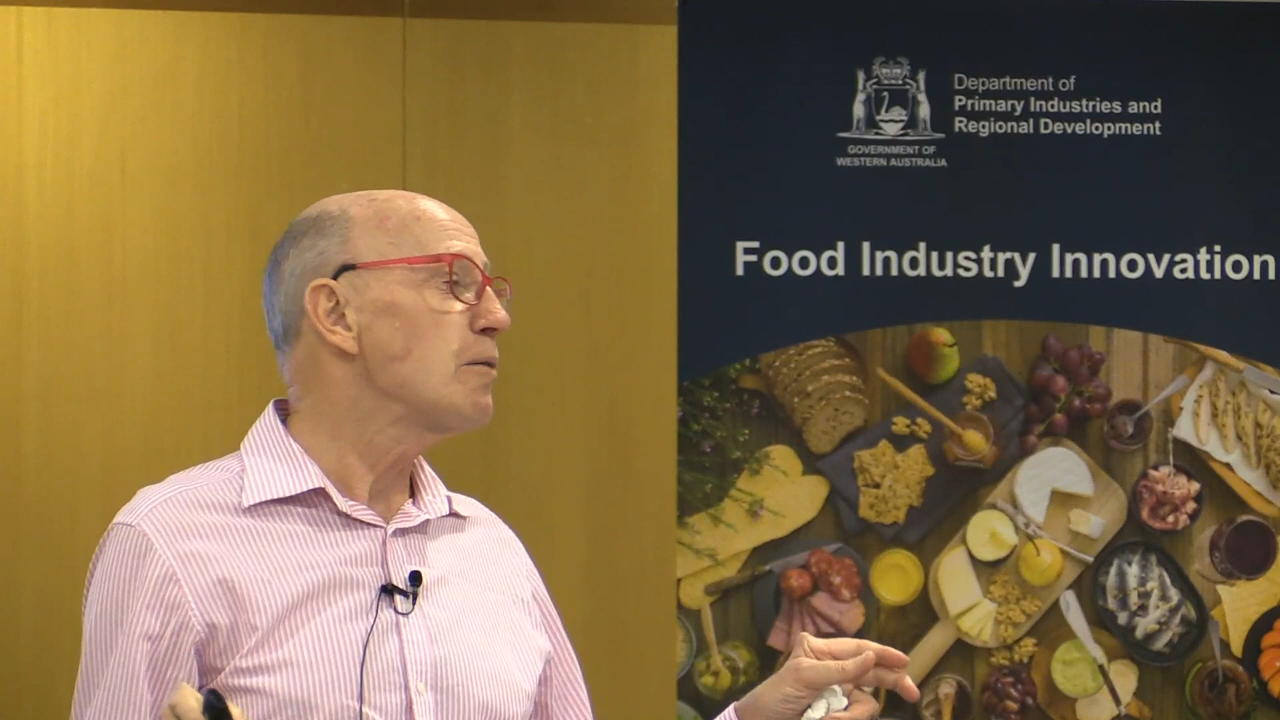 Department of
Primary Industries and
Regional Development
GOVERNMENT OF
WESTERN AUSTRALIA
Food Industry Innovation